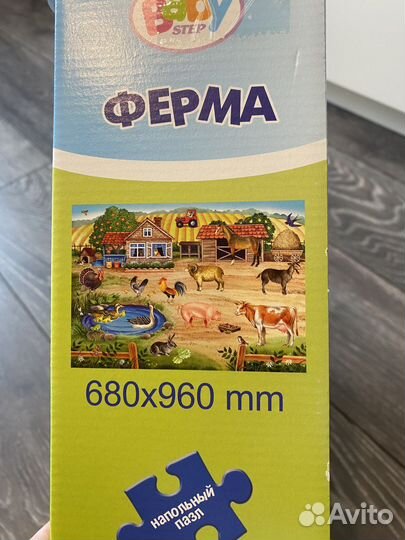 Baby
STEP
ФЕРМА
680x960 mm
напольный
пазл
Avito